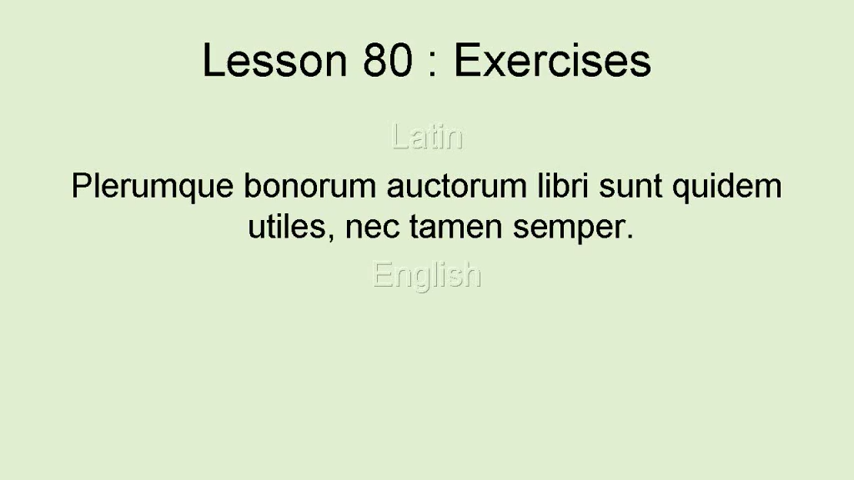 Lesson 80 : Exercises
Latin
Plerumque bonorum auctorum libri sunt quidem
utiles, nec tamen semper.
English